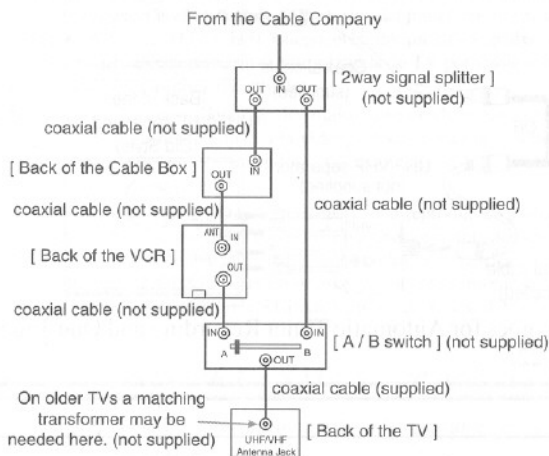 From the Cable Company
IN
OUT
OUT
[ 2way signal splitter ]
(not supplied)
coaxial cable (not supplied)
[ Back of the Cable Box ]
OUT
IN
coaxial cable (not supplied)
coaxial cable (not supplied)
[ Back of the VCR ]
ANT
IN
OUT
coaxial cable (not supplied)
IN
A
B
IN
OUT
[ A / B switch ] (not supplied)
coaxial cable (supplied)
On older TVs a matching
transformer may be
needed here. (not supplied)
UHF/VHF
Antenna Jack
[ Back of the TV ]